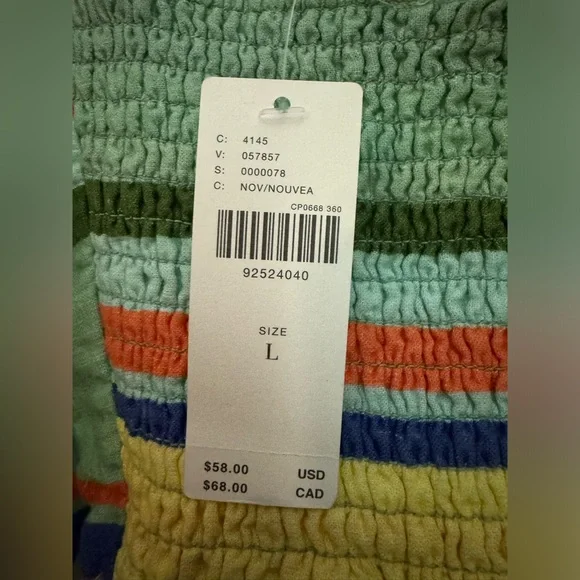 C: 4145
V: 057857
S: 0000078
C: NOV/NOUVEA
CP0668 360
92524040
SIZE
L
$58.00 USD
$68.00 CAD